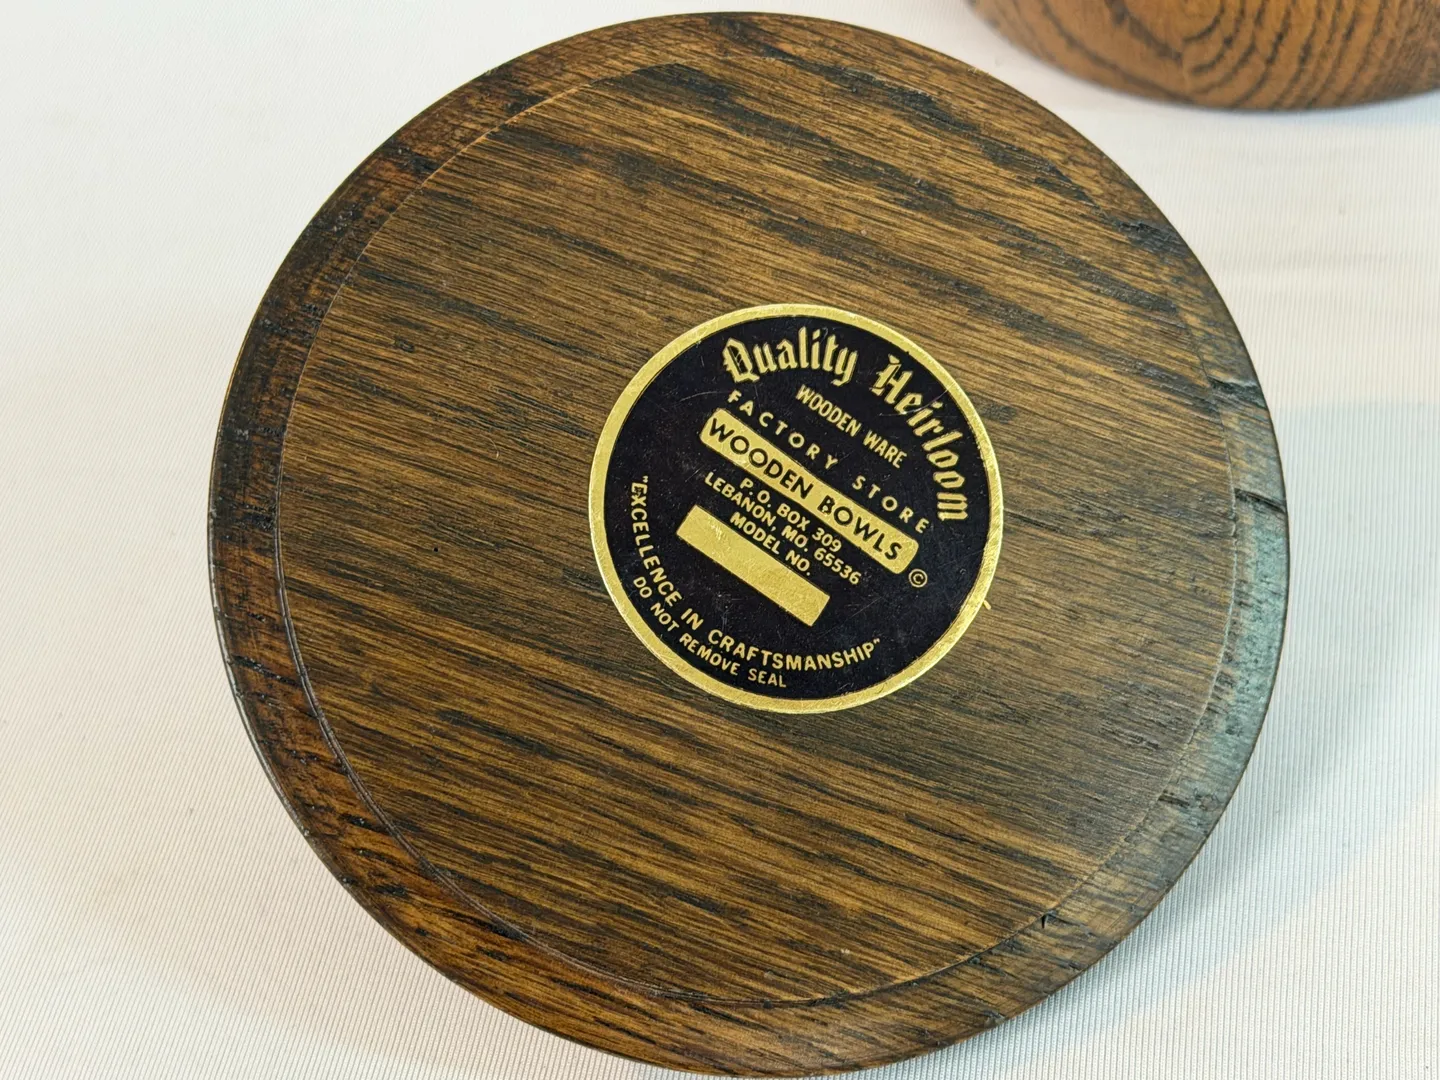 Quality Heirloom
WOODEN WARE
FACTORY STORE
WOODEN BOWLS
©
P.O. BOX 309
LEBANON, MO. 65536
MODEL NO.
"EXCELLENCE IN CRAFTSMANSHIP"
DO NOT REMOVE SEAL